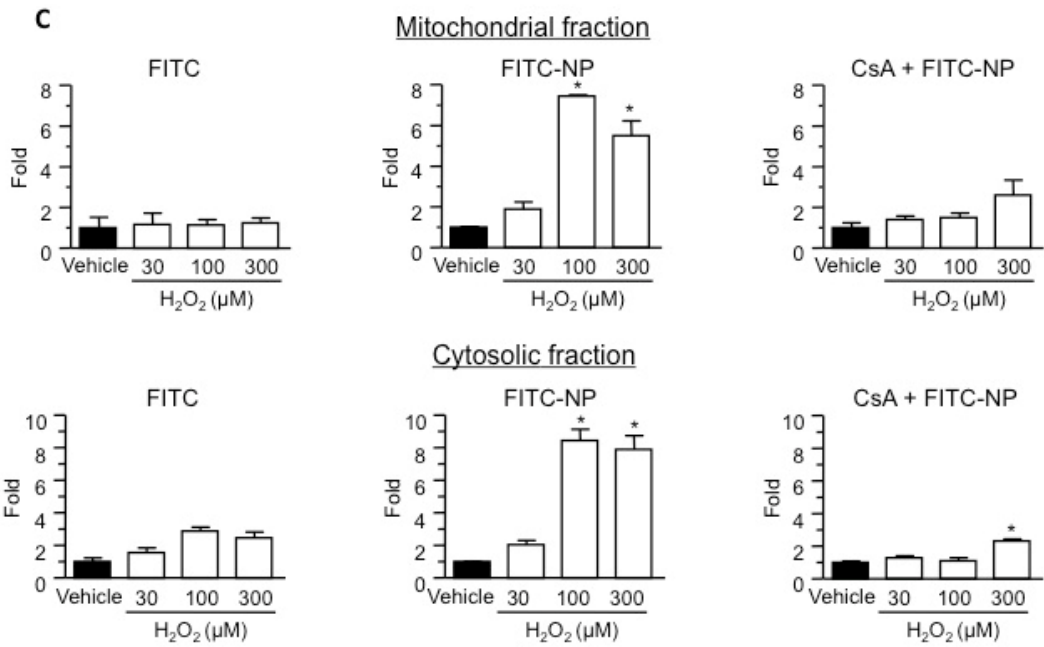 C
Mitochondrial fraction
FITC
8
6
4
2
0
Fold
Vehicle 30 100 300
H₂O₂ (µM)
FITC-NP
8
6
4
2
0
Fold
* *
Vehicle 30 100 300
H₂O₂ (µM)
CsA + FITC-NP
8
6
4
2
0
Fold
Vehicle 30 100 300
H₂O₂ (µM)
Cytosolic fraction
FITC
10
8
6
4
2
0
Fold
Vehicle 30 100 300
H₂O₂ (µM)
FITC-NP
10
8
6
4
2
0
Fold
* *
Vehicle 30 100 300
H₂O₂ (µM)
CsA + FITC-NP
10
8
6
4
2
0
Fold
*
Vehicle 30 100 300
H₂O₂ (µM)